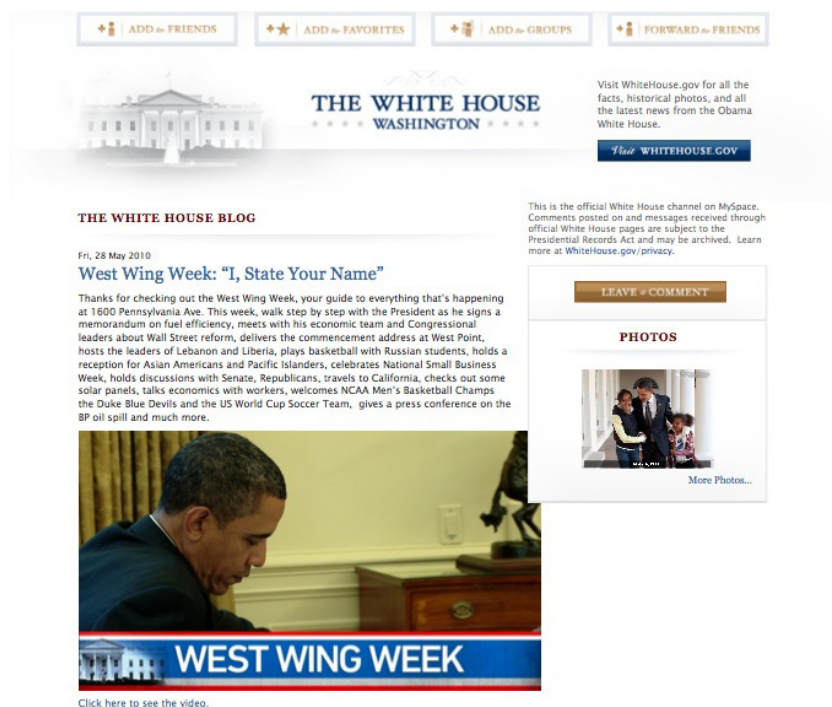 ADD to FRIENDS
ADD to FAVORITES
ADD to GROUPS
FORWARD to FRIENDS
THE WHITE HOUSE
WASHINGTON
Visit WhiteHouse.gov for all the
facts, historical photos, and all
the latest news from the Obama
White House.
Visit WHITEHOUSE.GOV
THE WHITE HOUSE BLOG
Fri, 28 May 2010
West Wing Week: “I, State Your Name”
Thanks for checking out the West Wing Week, your guide to everything that's happening
at 1600 Pennsylvania Ave. This week, walk step by step with the President as he signs a
memorandum on fuel efficiency, meets with his economic team and Congressional
leaders about Wall Street reform, delivers the commencement address at West Point,
hosts the leaders of Lebanon and Liberia, plays basketball with Russian students, holds a
reception for Asian Americans and Pacific Islanders, celebrates National Small Business
Week, holds discussions with Senate, Republicans, travels to California, checks out some
solar panels, talks economics with workers, welcomes NCAA Men's Basketball Champs
the Duke Blue Devils and the US World Cup Soccer Team, gives a press conference on the
BP oil spill and much more.
WEST WING WEEK
Click here to see the video.
This is the official White House channel on MySpace.
Comments posted on and messages received through
official White House pages are subject to the
Presidential Records Act and may be archived. Learn
more at WhiteHouse.gov/privacy.
LEAVE a COMMENT
PHOTOS
More Photos...